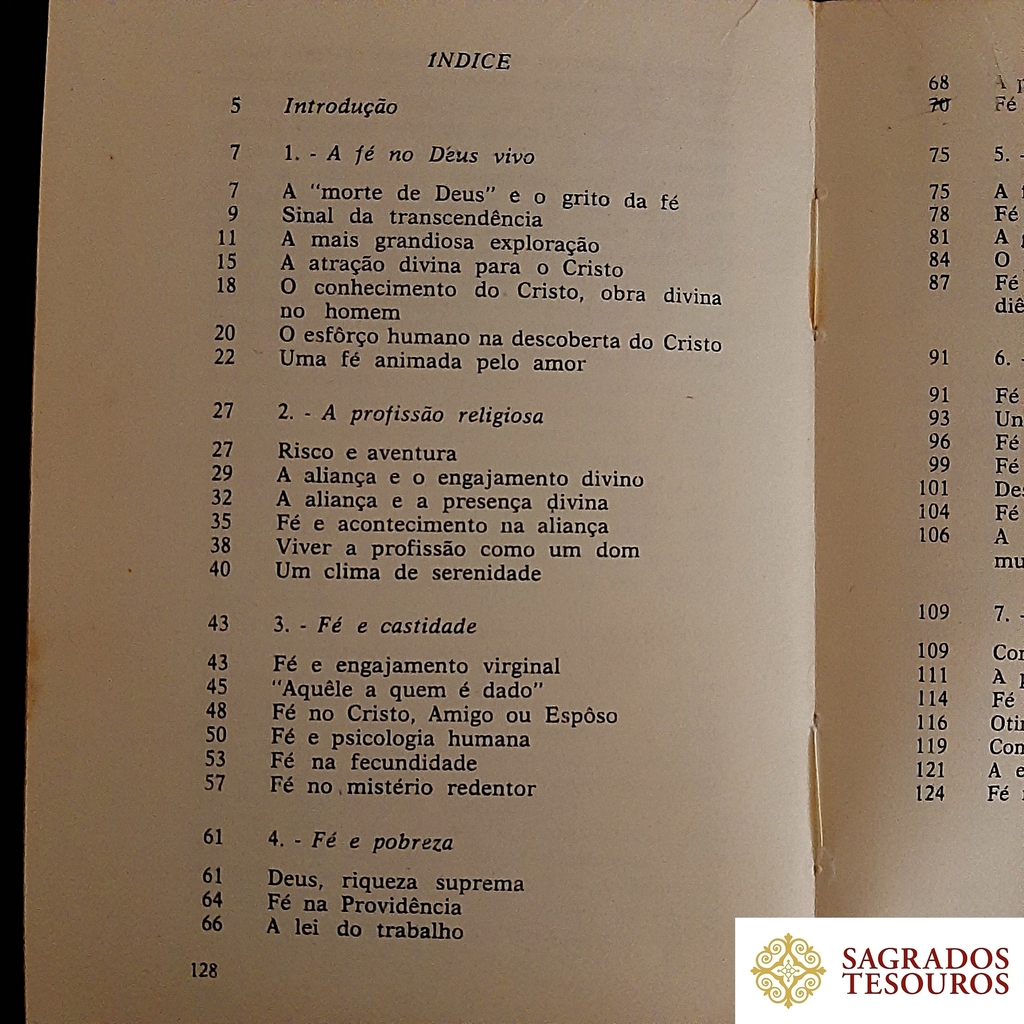 ÍNDICE
5 Introdução
7 1. - A fé no Deus vivo
7 A "morte de Deus" e o grito da fé
9 Sinal da transcendência
11 A mais grandiosa exploração
15 A atração divina para o Cristo
18 O conhecimento do Cristo, obra divina
no homem
20 O esfôrço humano na descoberta do Cristo
22 Uma fé animada pelo amor
27 2. - A profissão religiosa
27 Risco e aventura
29 A aliança e o engajamento divino
32 A aliança e a presença divina
35 Fé e acontecimento na aliança
38 Viver a profissão como um dom
40 Um clima de serenidade
43 3. - Fé e castidade
43 Fé e engajamento virginal
45 "Aquêle a quem é dado"
48 Fé no Cristo, Amigo ou Espôso
50 Fé e psicologia humana
53 Fé na fecundidade
57 Fé no mistério redentor
61 4. - Fé e pobreza
61 Deus, riqueza suprema
64 Fé na Providência
66 A lei do trabalho
128
68 A
70 Fé
75 5. -
75 A
78 Fé
81 A
84 O
87 Fé
91 6. -
91 Fé
93
96 Fé
99 Fé
101
104 Fé
106 A
109 7. -
109
111 A
114 Fé
116
119
121 A
124 Fé
SAGRADOS
TESOUROS